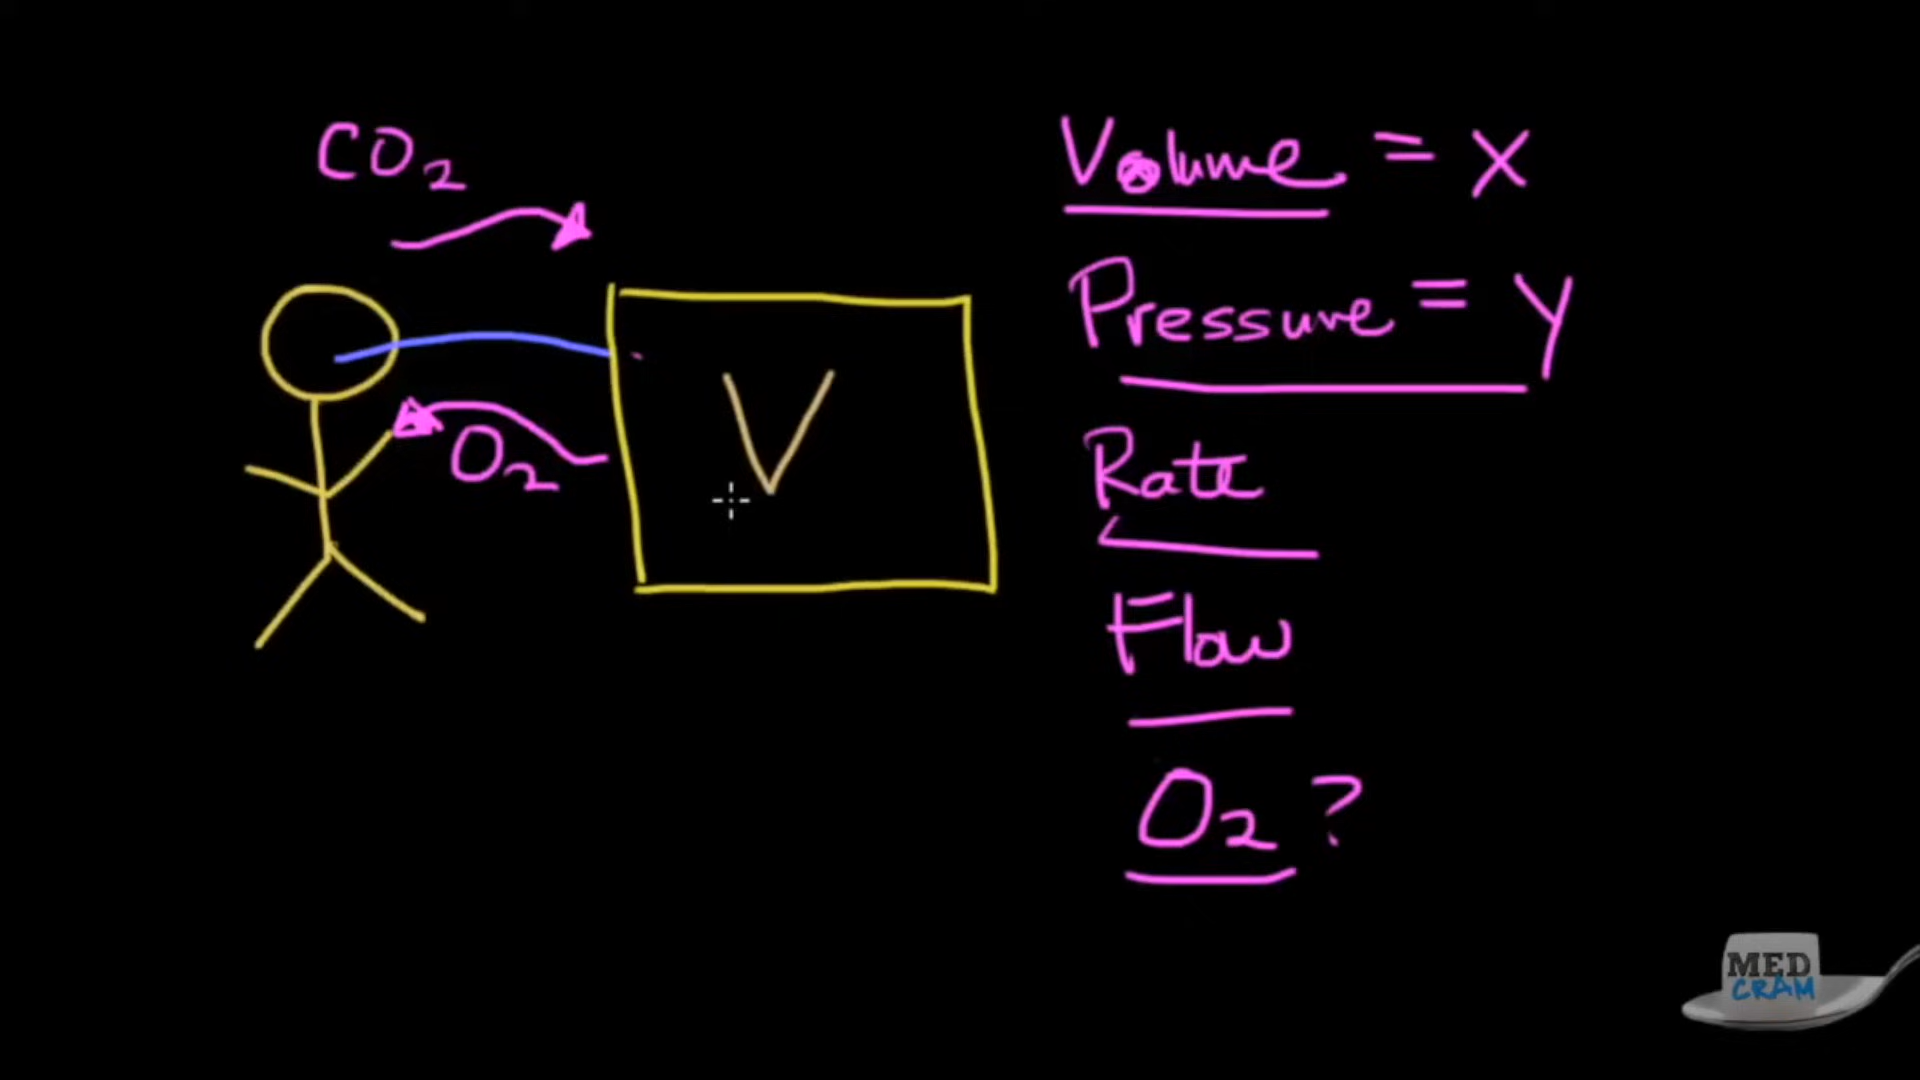 CO₂
O₂
V
Volume = X
Pressure = Y
Rate
Flow
O₂ ?
MED
CRAM